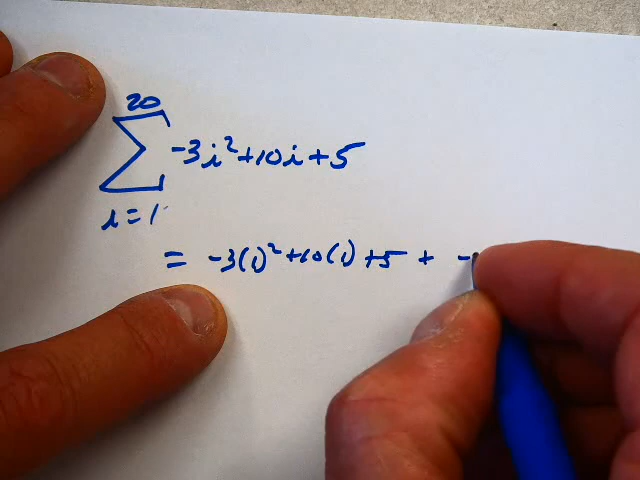 20
∑ -3i²+10i+5
i=1
= -3(1)²+10(1)+5 + -